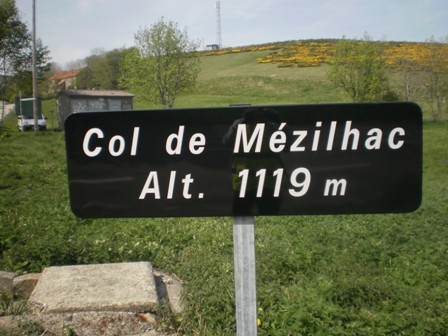 Col de Mézilhac
Alt. 1119 m